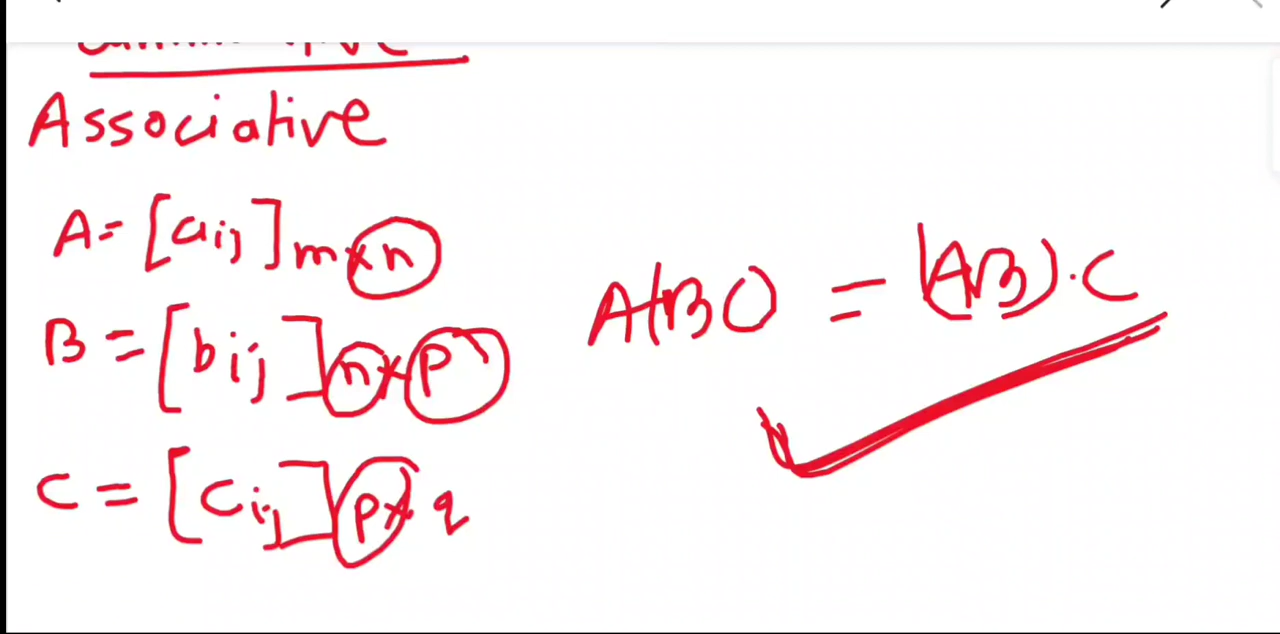 Associative
A = [aij]m×n
B = [bij]n×p
C = [cij]p×q
A(BC) = (AB)·C